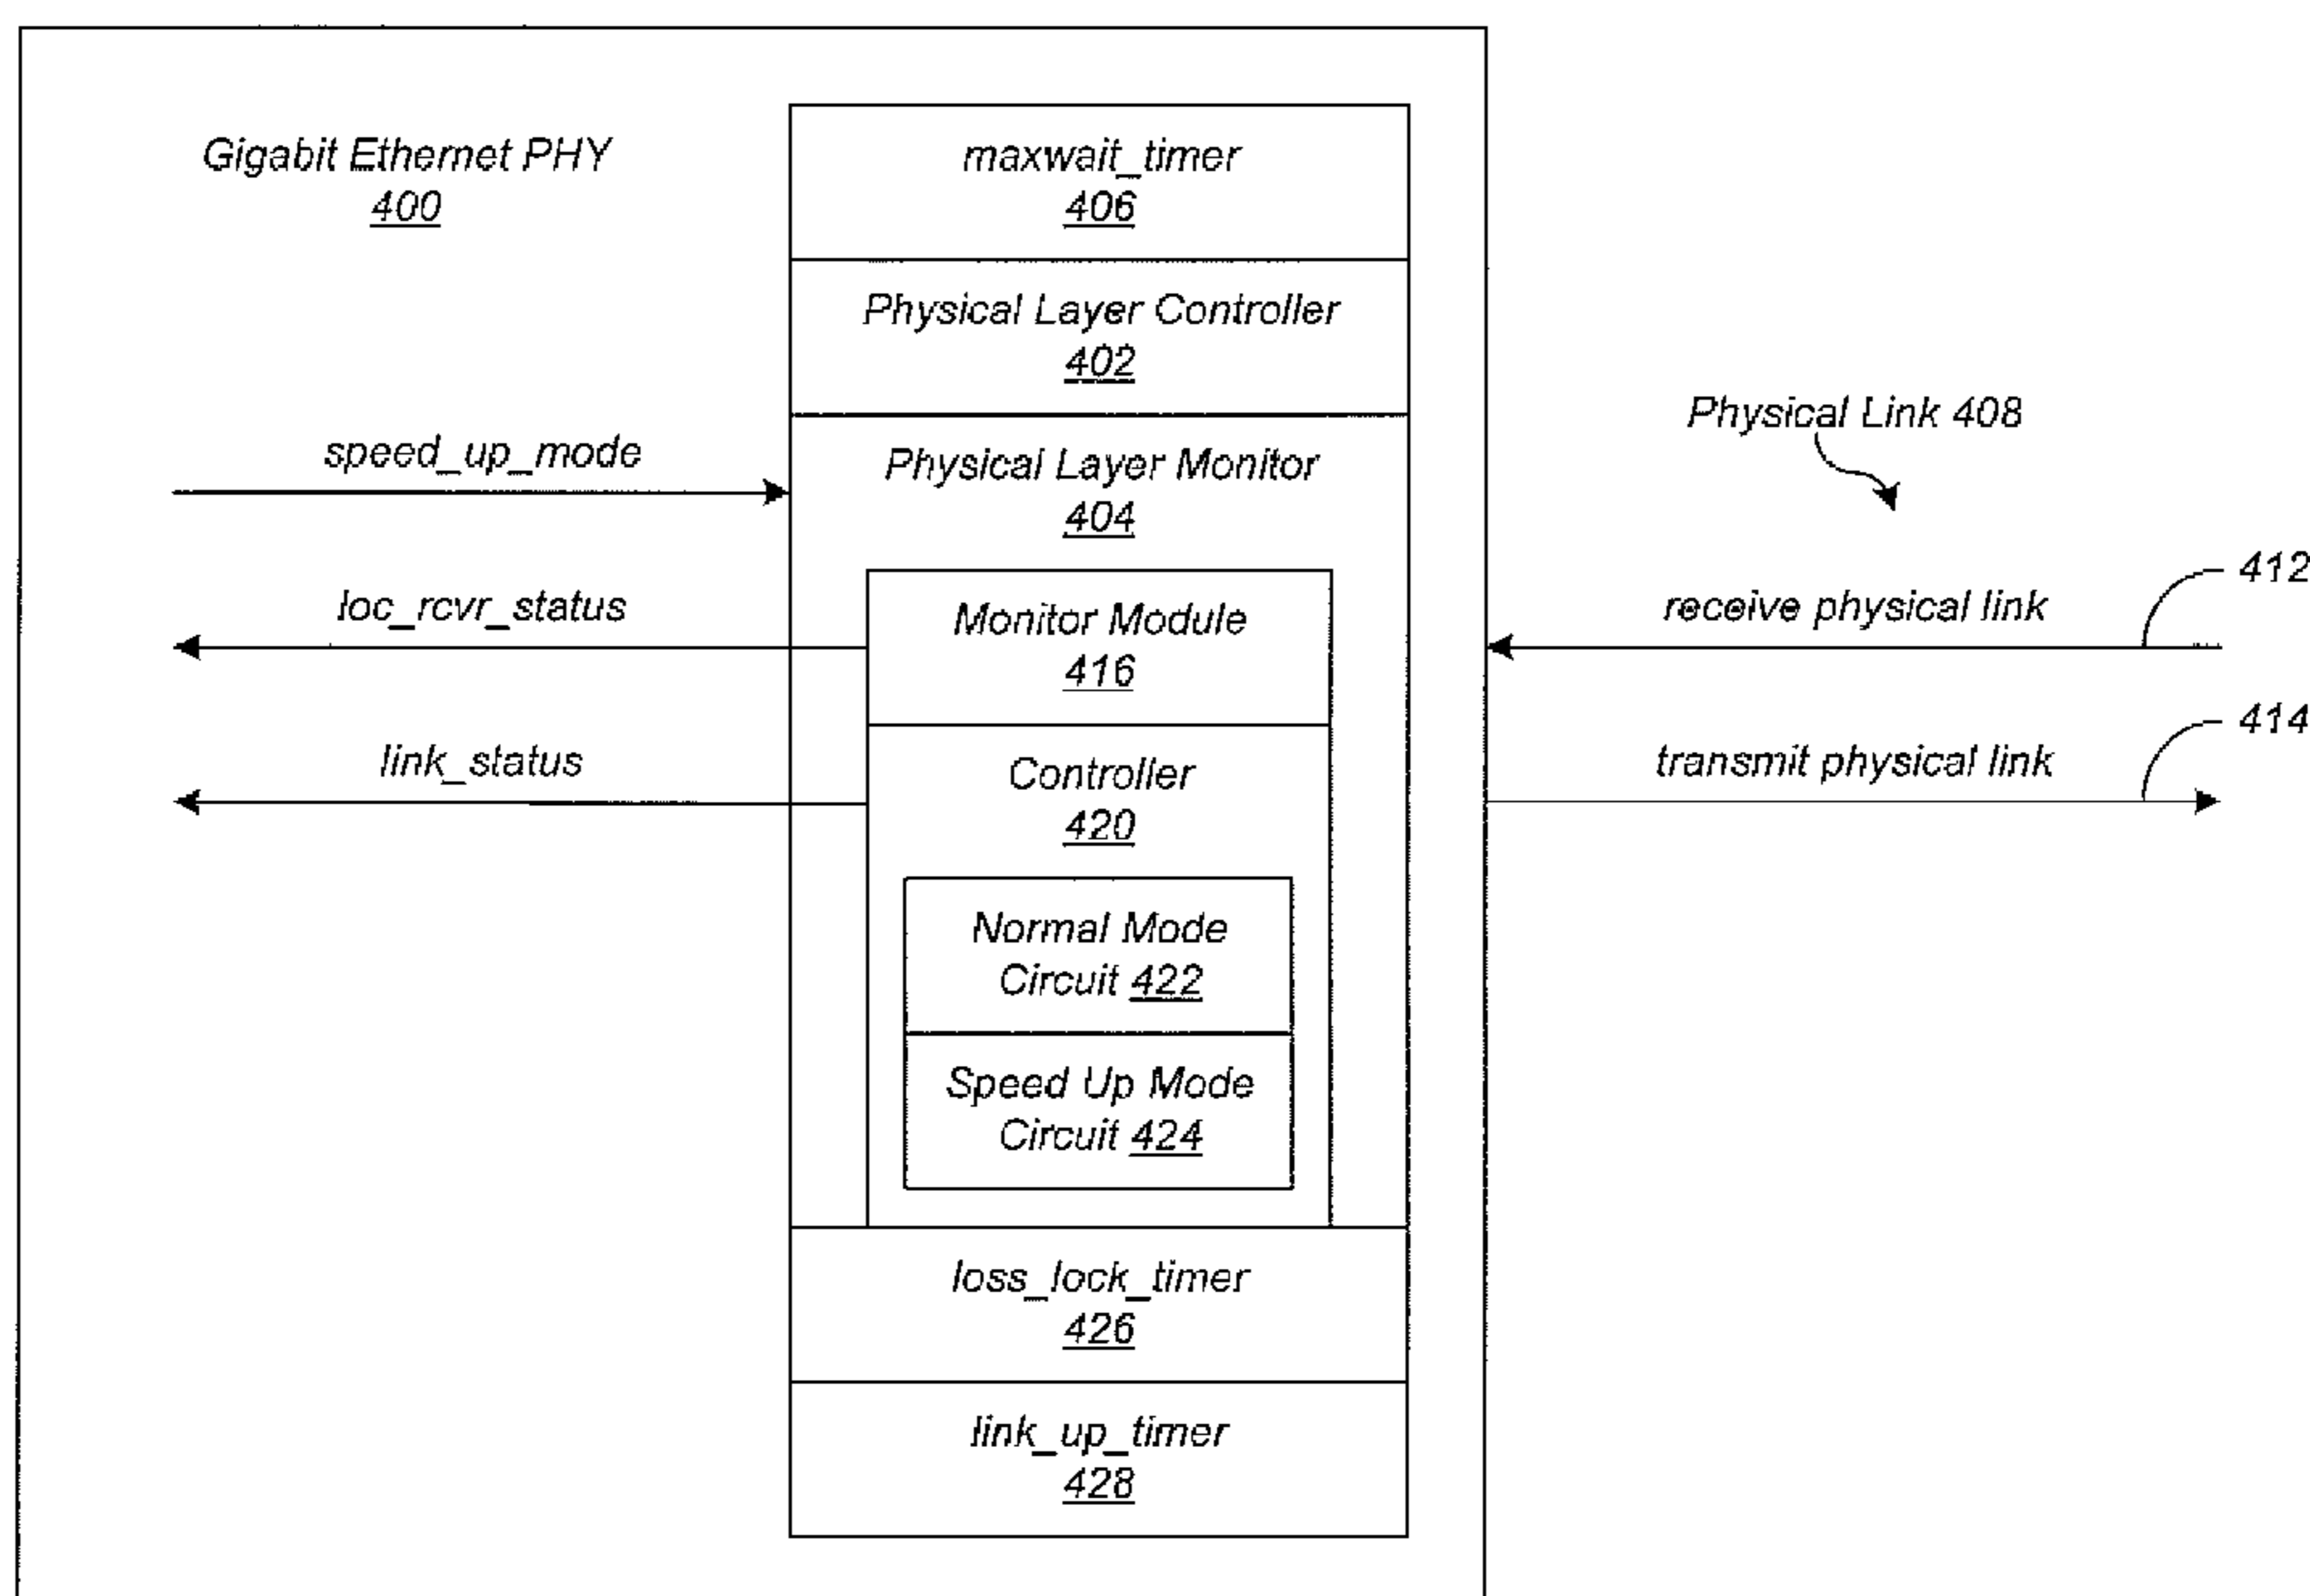 Gigabit Ethernet PHY
400
maxwait_timer
406
Physical Layer Controller
402
speed_up_mode
Physical Layer Monitor
404
Physical Link 408
loc_rcvr_status
Monitor Module
416
receive physical link
412
link_status
Controller
420
transmit physical link
414
Normal Mode
Circuit 422
Speed Up Mode
Circuit 424
loss_lock_timer
426
link_up_timer
428